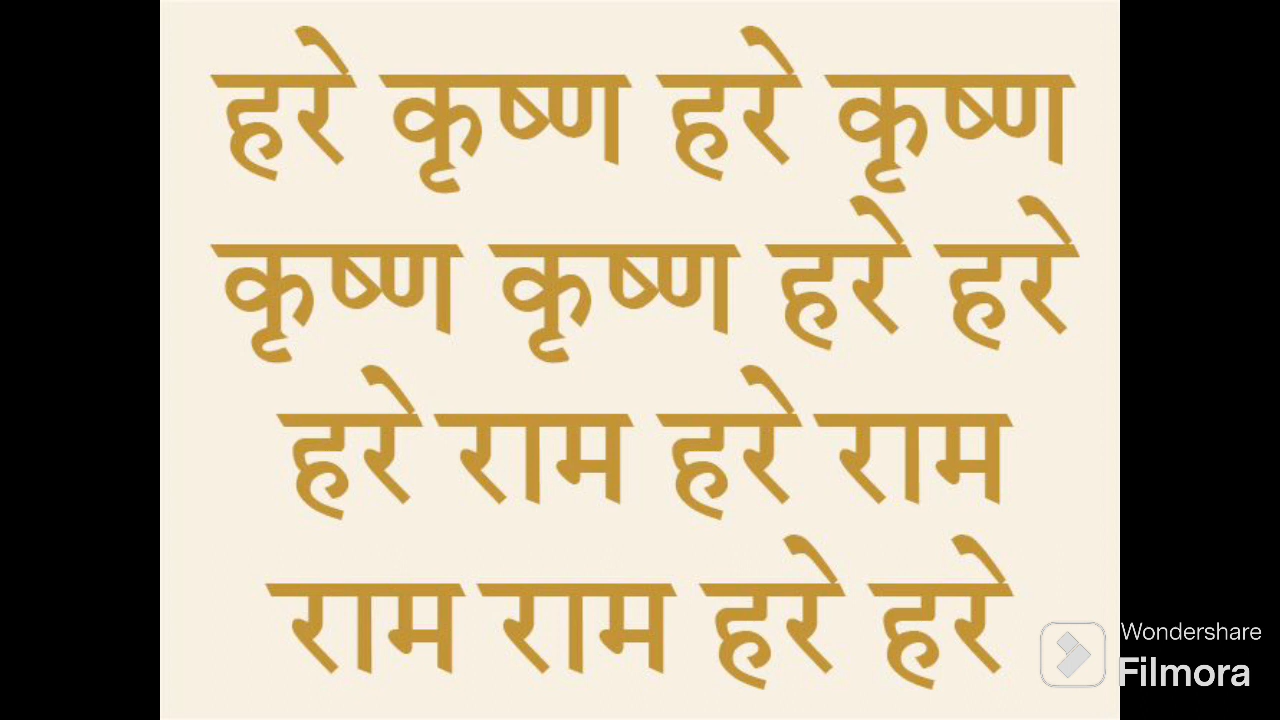 हरे कृष्ण हरे कृष्ण
कृष्ण कृष्ण हरे हरे
हरे राम हरे राम
राम राम हरे हरे
Wondershare
Filmora